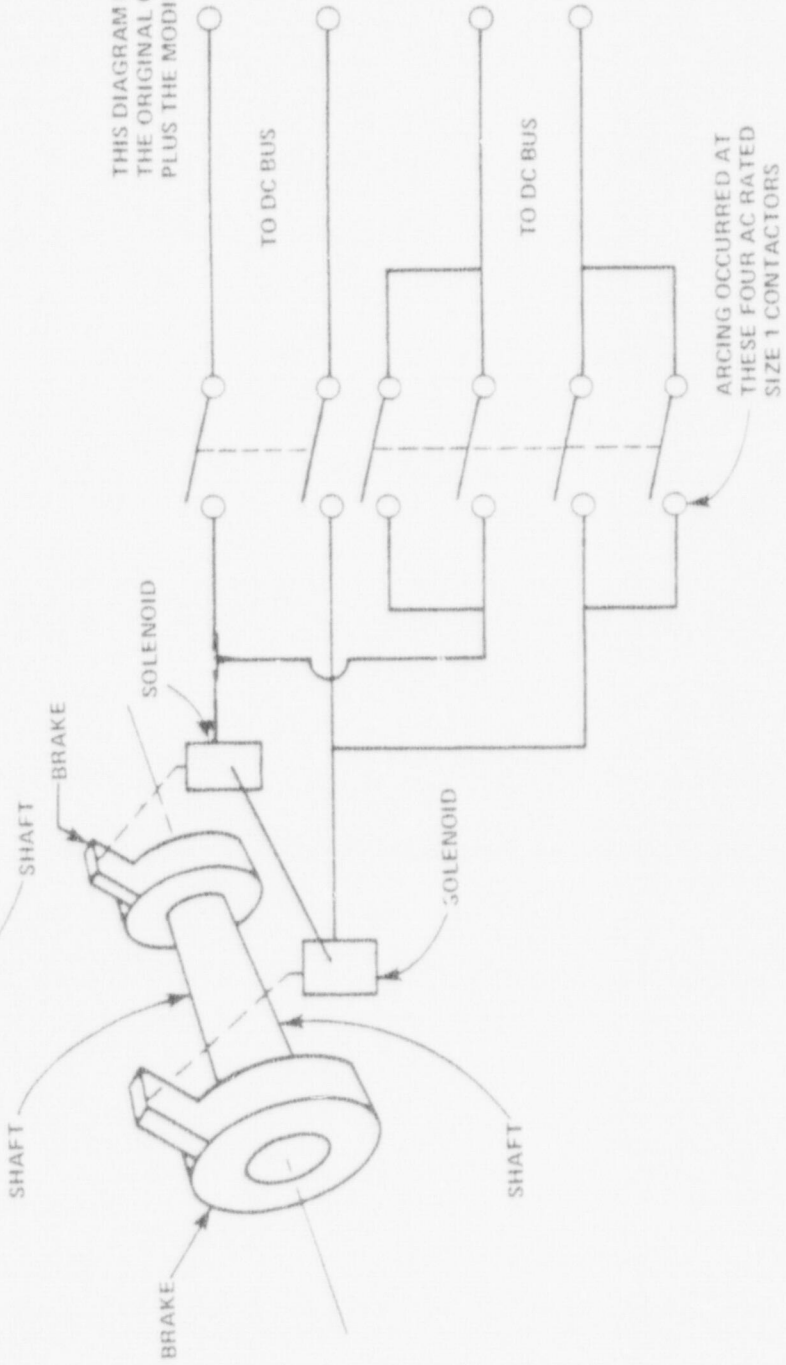 SHAFT
SHAFT
BRAKE
THIS DIAGRAM
THE ORIGINAL
PLUS THE MODI
SOLENOID
BRAKE
TO DC BUS
SOLENOID
SHAFT
TO DC BUS
ARCING OCCURRED AT
THESE FOUR AC RATED
SIZE 1 CONTACTORS